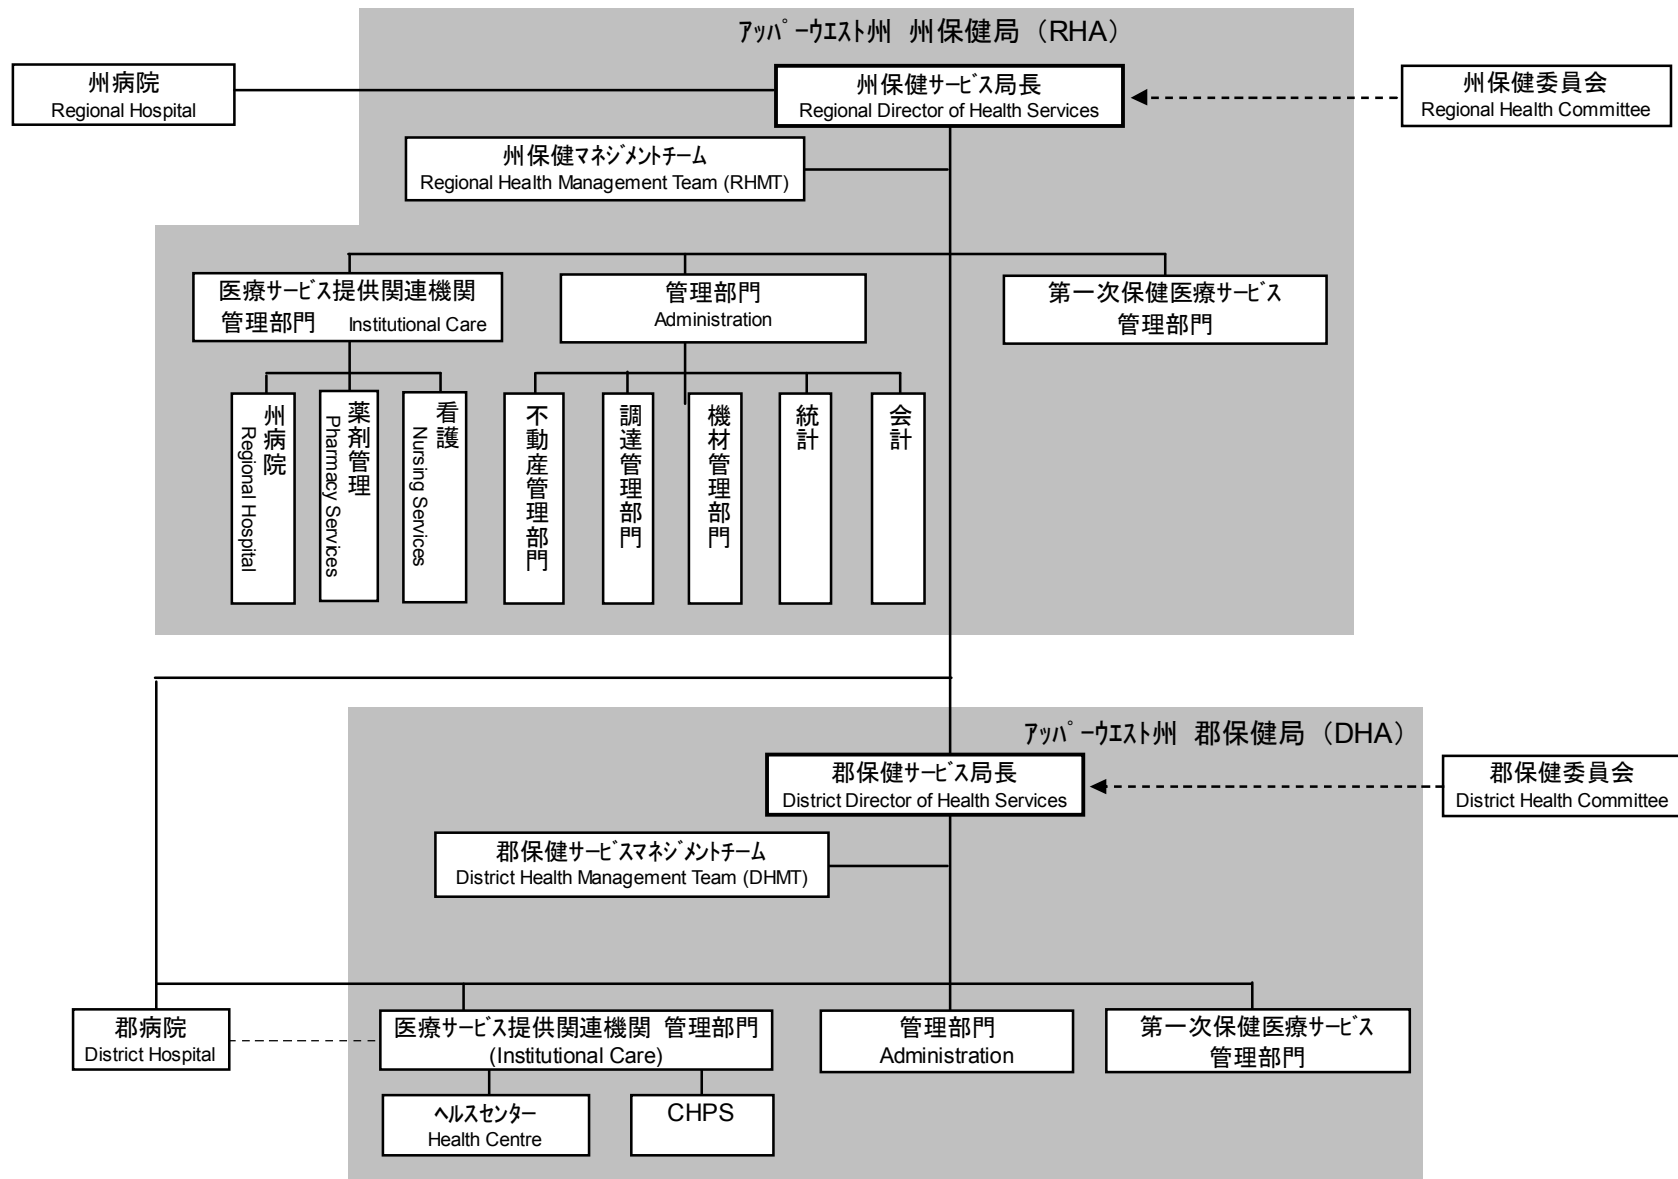 アッパーウエスト州 州保健局 (RHA)
州病院
Regional Hospital
州保健サービス局長
Regional Director of Health Services
州保健委員会
Regional Health Committee
州保健マネジメントチーム
Regional Health Management Team (RHMT)
医療サービス提供関連機関
管理部門 Institutional Care
管理部門
Administration
第一次保健医療サービス
管理部門
州病院
Regional Hospital
薬剤管理
Pharmacy Services
看護
Nursing Services
不動産管理部門
調達管理部門
機材管理部門
統計
会計
アッパーウエスト州 郡保健局 (DHA)
郡保健サービス局長
District Director of Health Services
郡保健委員会
District Health Committee
郡保健サービスマネジメントチーム
District Health Management Team (DHMT)
郡病院
District Hospital
医療サービス提供関連機関 管理部門
(Institutional Care)
管理部門
Administration
第一次保健医療サービス
管理部門
ヘルスセンター
Health Centre
CHPS